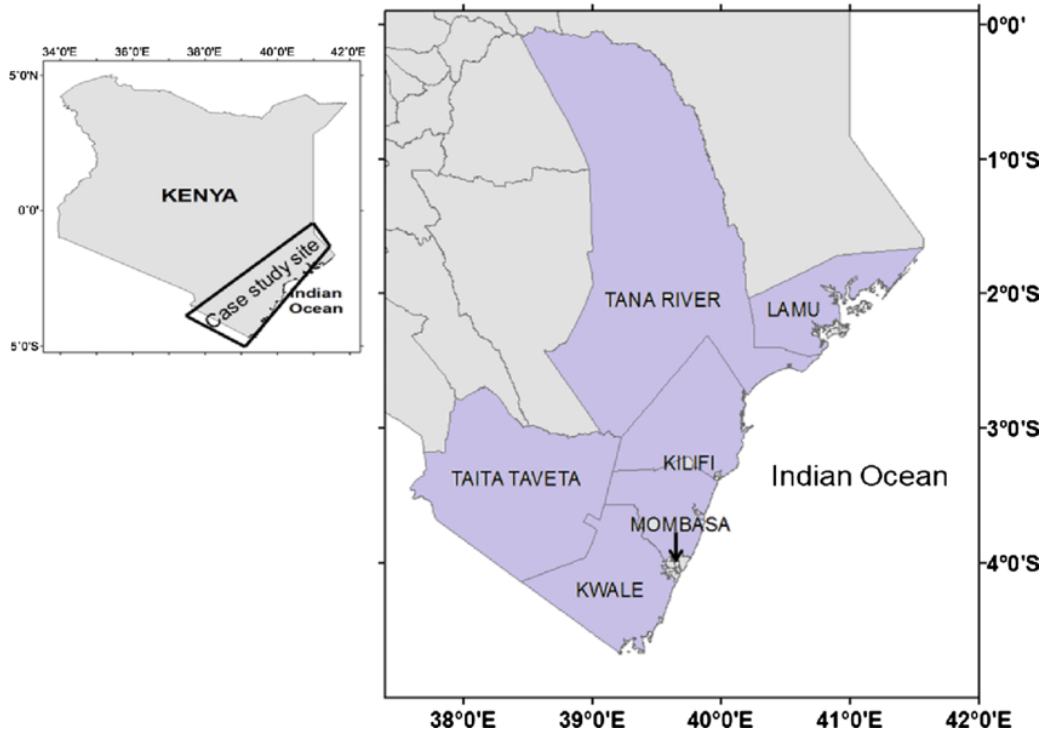 34°0'E 36°0'E 38°0'E 40°0'E 42°0'E
5°0'N
0°0'
5°0'S
KENYA
Case study site
Indian
Ocean
0°0'
1°0'S
2°0'S
3°0'S
4°0'S
TANA RIVER
LAMU
KILIFI
TAITA TAVETA
Indian Ocean
MOMBASA
KWALE
38°0'E 39°0'E 40°0'E 41°0'E 42°0'E